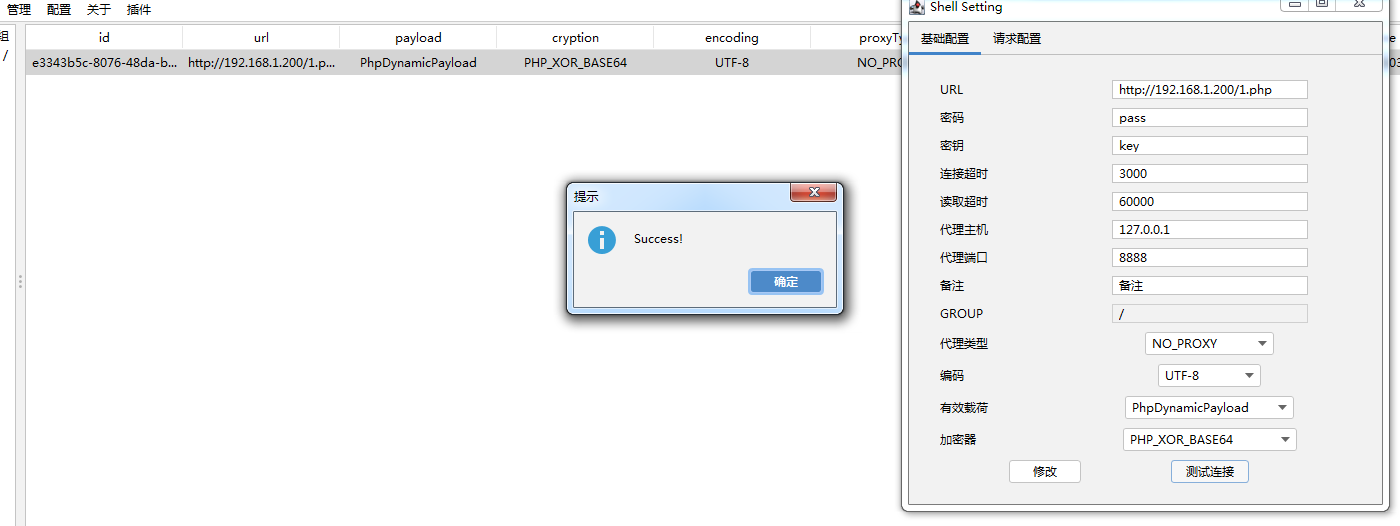 管理 配置 关于 插件
组
/
id url payload cryption encoding
e3343b5c-8076-48da-b... http://192.168.1.200/1.p... PhpDynamicPayload PHP_XOR_BASE64 UTF-8
提示
Success!
确定
Shell Setting
基础配置 请求配置
URL http://192.168.1.200/1.php
密码 pass
密钥 key
连接超时 3000
读取超时 60000
代理主机 127.0.0.1
代理端口 8888
备注 备注
GROUP /
代理类型 NO_PROXY
编码 UTF-8
有效载荷 PhpDynamicPayload
加密器 PHP_XOR_BASE64
修改 测试连接